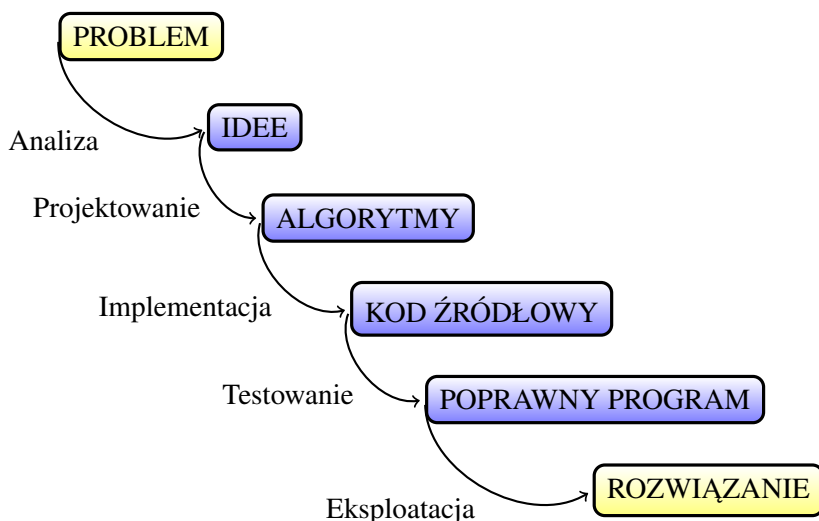 PROBLEM
Analiza
IDEE
Projektowanie
ALGORYTMY
Implementacja
KOD ŹRÓDŁOWY
Testowanie
POPRAWNY PROGRAM
Eksploatacja
ROZWIĄZANIE